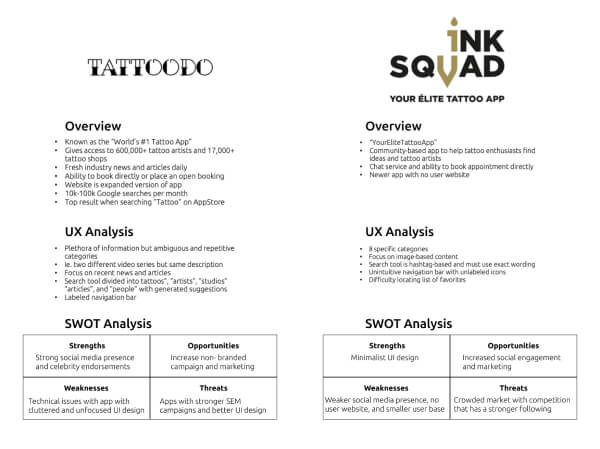 TATTOODO
Overview
Known as the "World's #1 Tattoo App"
Gives access to 600,000+ tattoo artists and 17,000+
tattoo shops
Fresh industry news and articles daily
Ability to book directly or place an open booking
Website is expanded version of app
10k-100k Google searches per month
Top result when searching "Tattoo" on AppStore
UX Analysis
Plethora of information but ambiguous and repetitive
categories
Ie. two different video series but same description
Focus on recent news and articles
Search tool divided into tattoos", "artists", "studios"
"articles", and "people" with generated suggestions
Labeled navigation bar
SWOT Analysis
Strengths
Strong social media presence
and celebrity endorsements
Opportunities
Increase non- branded
campaign and marketing
Weaknesses
Technical issues with app with
cluttered and unfocused UI design
Threats
Apps with stronger SEM
campaigns and better UI design
INK
SQUAD
YOUR ÉLITE TATTOO APP
Overview
"YourEliteTattooApp"
Community-based app to help tattoo enthusiasts find
ideas and tattoo artists
Chat service and ability to book appointment directly
Newer app with no user website
UX Analysis
8 specific categories
Focus on image-based content
Search tool is hashtag-based and must use exact wording
Unintuitive navigation bar with unlabeled icons
Difficulty locating list of favorites
SWOT Analysis
Strengths
Minimalist UI design
Opportunities
Increased social engagement
and marketing
Weaknesses
Weaker social media presence, no
user website, and smaller user base
Threats
Crowded market with competition
that has a stronger following